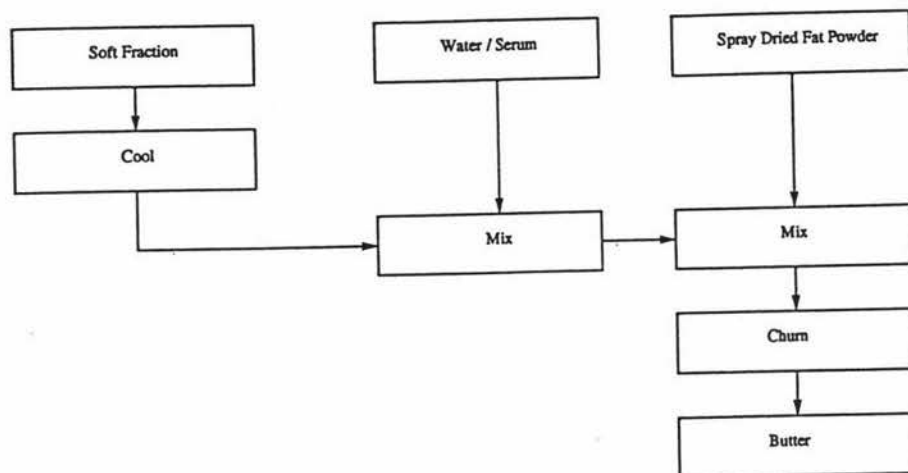 Soft Fraction
Water / Serum
Spray Dried Fat Powder
Cool
Mix
Mix
Churn
Butter